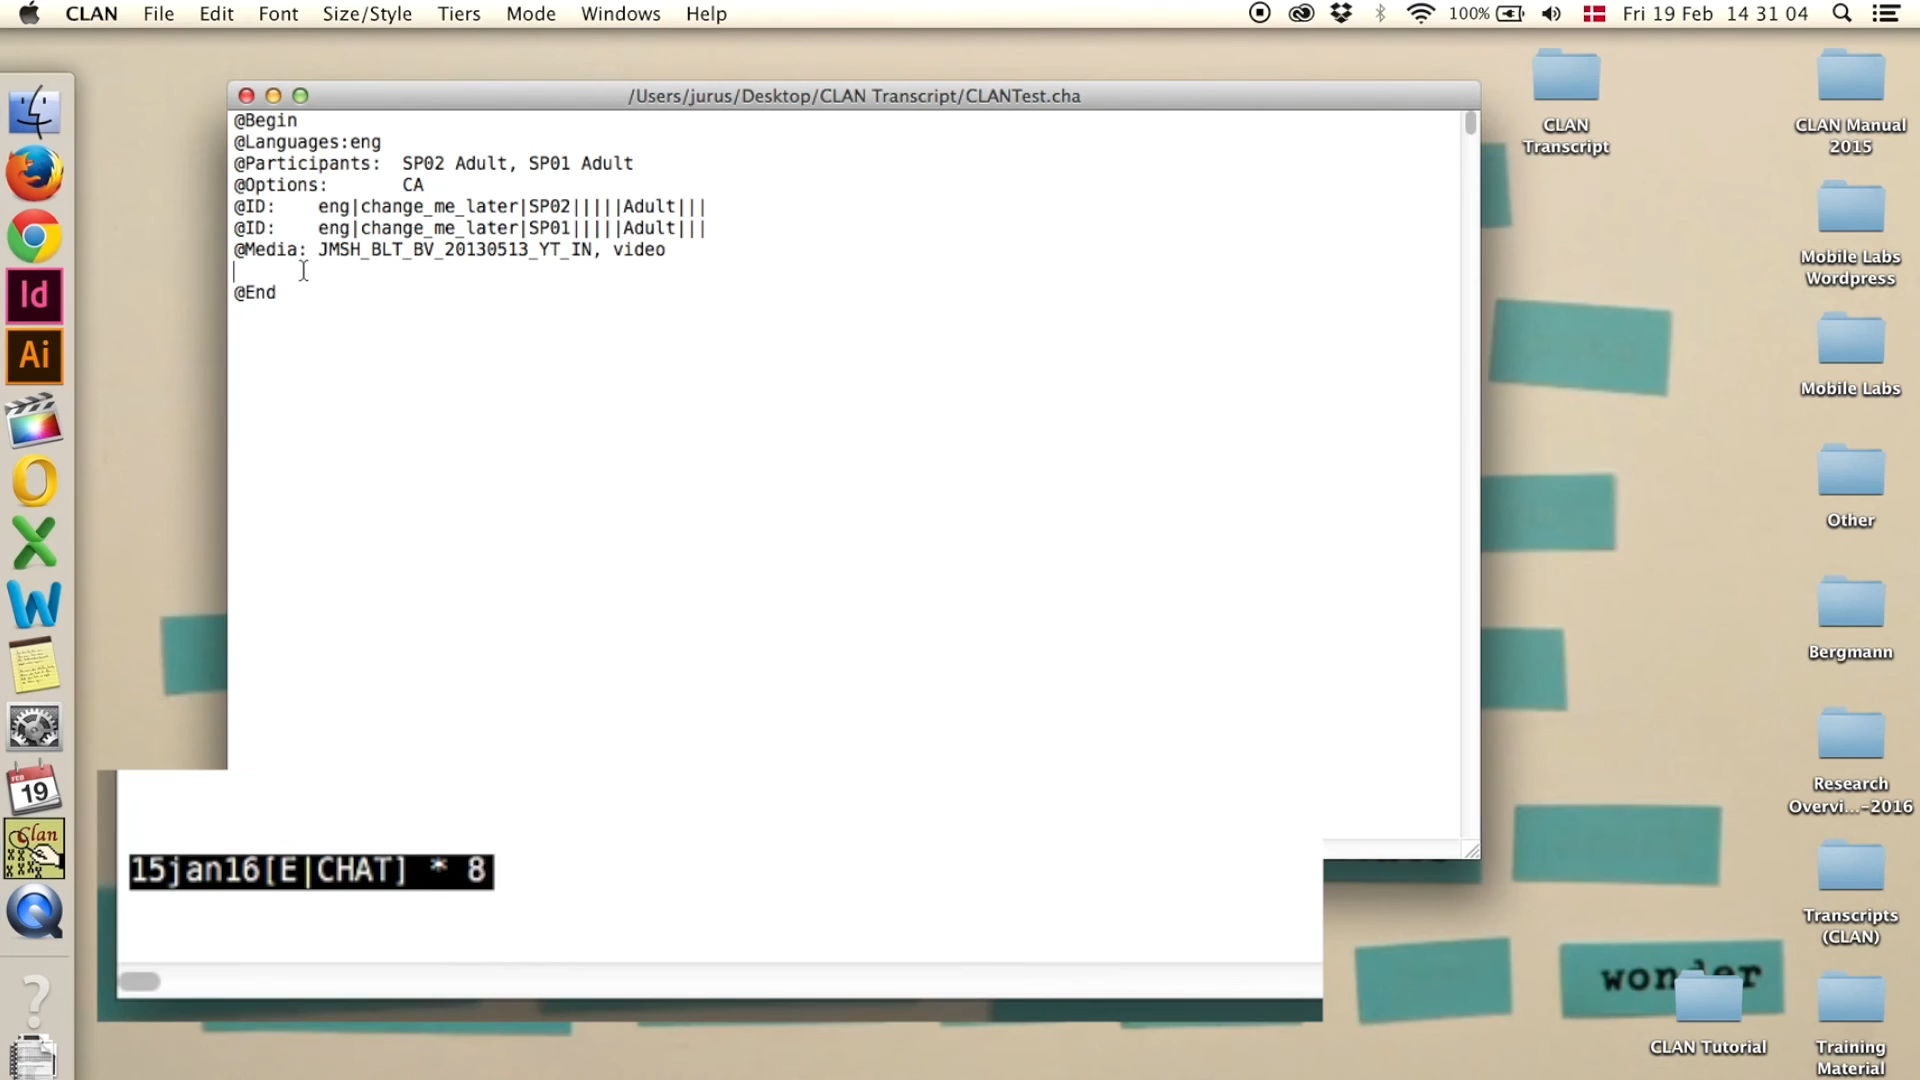 CLAN File Edit Font Size/Style Tiers Mode Windows Help 100% Fri 19 Feb 14 31 04
/Users/jurus/Desktop/CLAN Transcript/CLANTest.cha
@Begin
@Languages:eng
@Participants: SP02 Adult, SP01 Adult
@Options: CA
@ID: eng|change_me_later|SP02|||||Adult|||
@ID: eng|change_me_later|SP01|||||Adult|||
@Media: JMSH_BLT_BV_20130513_YT_IN, video
@End
15jan16[E|CHAT] * 8
Id
Ai
FEB
19
Clan
CLAN
Transcript
CLAN Manual
2015
Mobile Labs
Wordpress
Mobile Labs
Other
Bergmann
Research
Overvi...-2016
Transcripts
(CLAN)
wonder
CLAN Tutorial
Training
Material